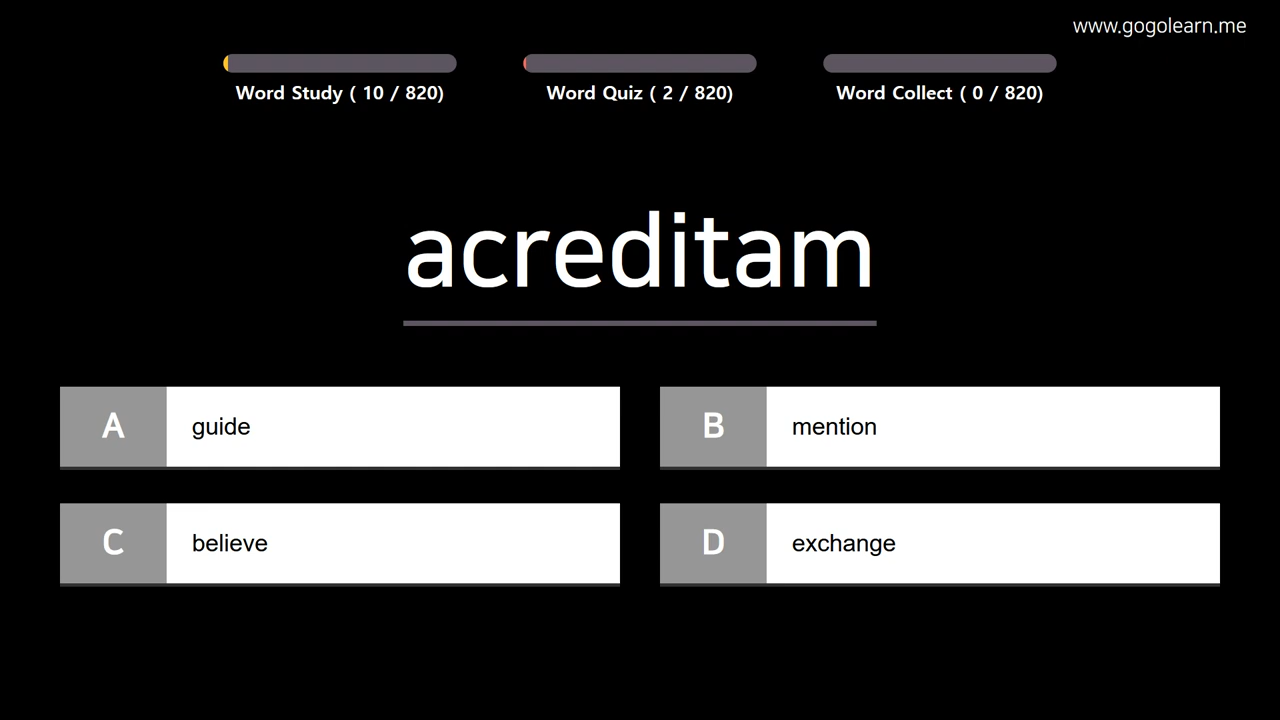 www.gogolearn.me
Word Study ( 10 / 820)
Word Quiz ( 2 / 820)
Word Collect ( 0 / 820)
acreditam
A guide
B mention
C believe
D exchange